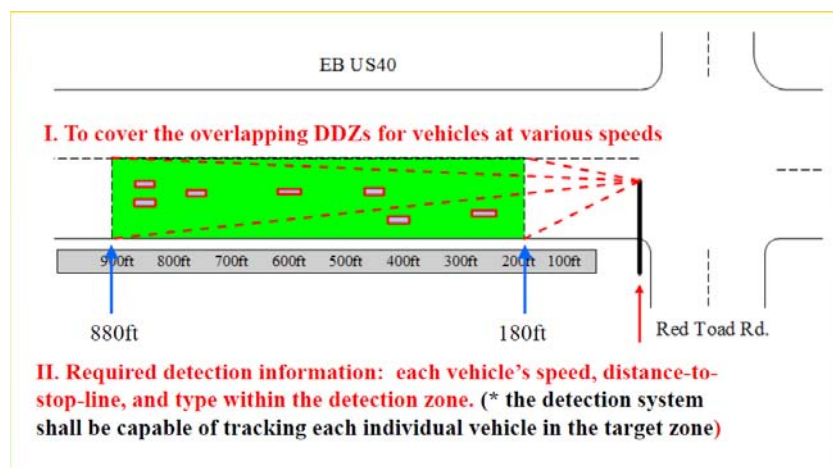 EB US40
I. To cover the overlapping DDZs for vehicles at various speeds
900ft 800ft 700ft 600ft 500ft 400ft 300ft 200ft 100ft
880ft 180ft Red Toad Rd.
II. Required detection information: each vehicle's speed, distance-to-
stop-line, and type within the detection zone. (* the detection system
shall be capable of tracking each individual vehicle in the target zone)